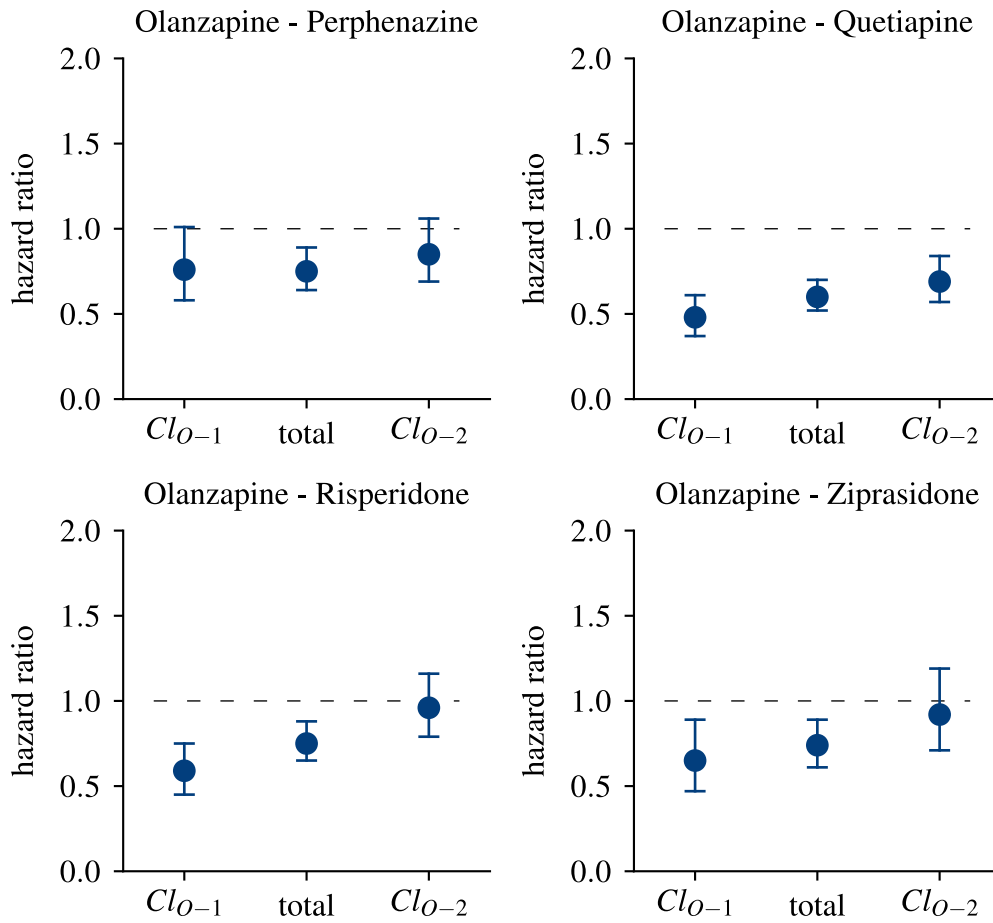 Olanzapine - Perphenazine
hazard ratio
2.0
1.5
1.0
0.5
0.0
Cl_{O−1} total Cl_{O−2}
Olanzapine - Quetiapine
hazard ratio
2.0
1.5
1.0
0.5
0.0
Cl_{O−1} total Cl_{O−2}
Olanzapine - Risperidone
hazard ratio
2.0
1.5
1.0
0.5
0.0
Cl_{O−1} total Cl_{O−2}
Olanzapine - Ziprasidone
hazard ratio
2.0
1.5
1.0
0.5
0.0
Cl_{O−1} total Cl_{O−2}